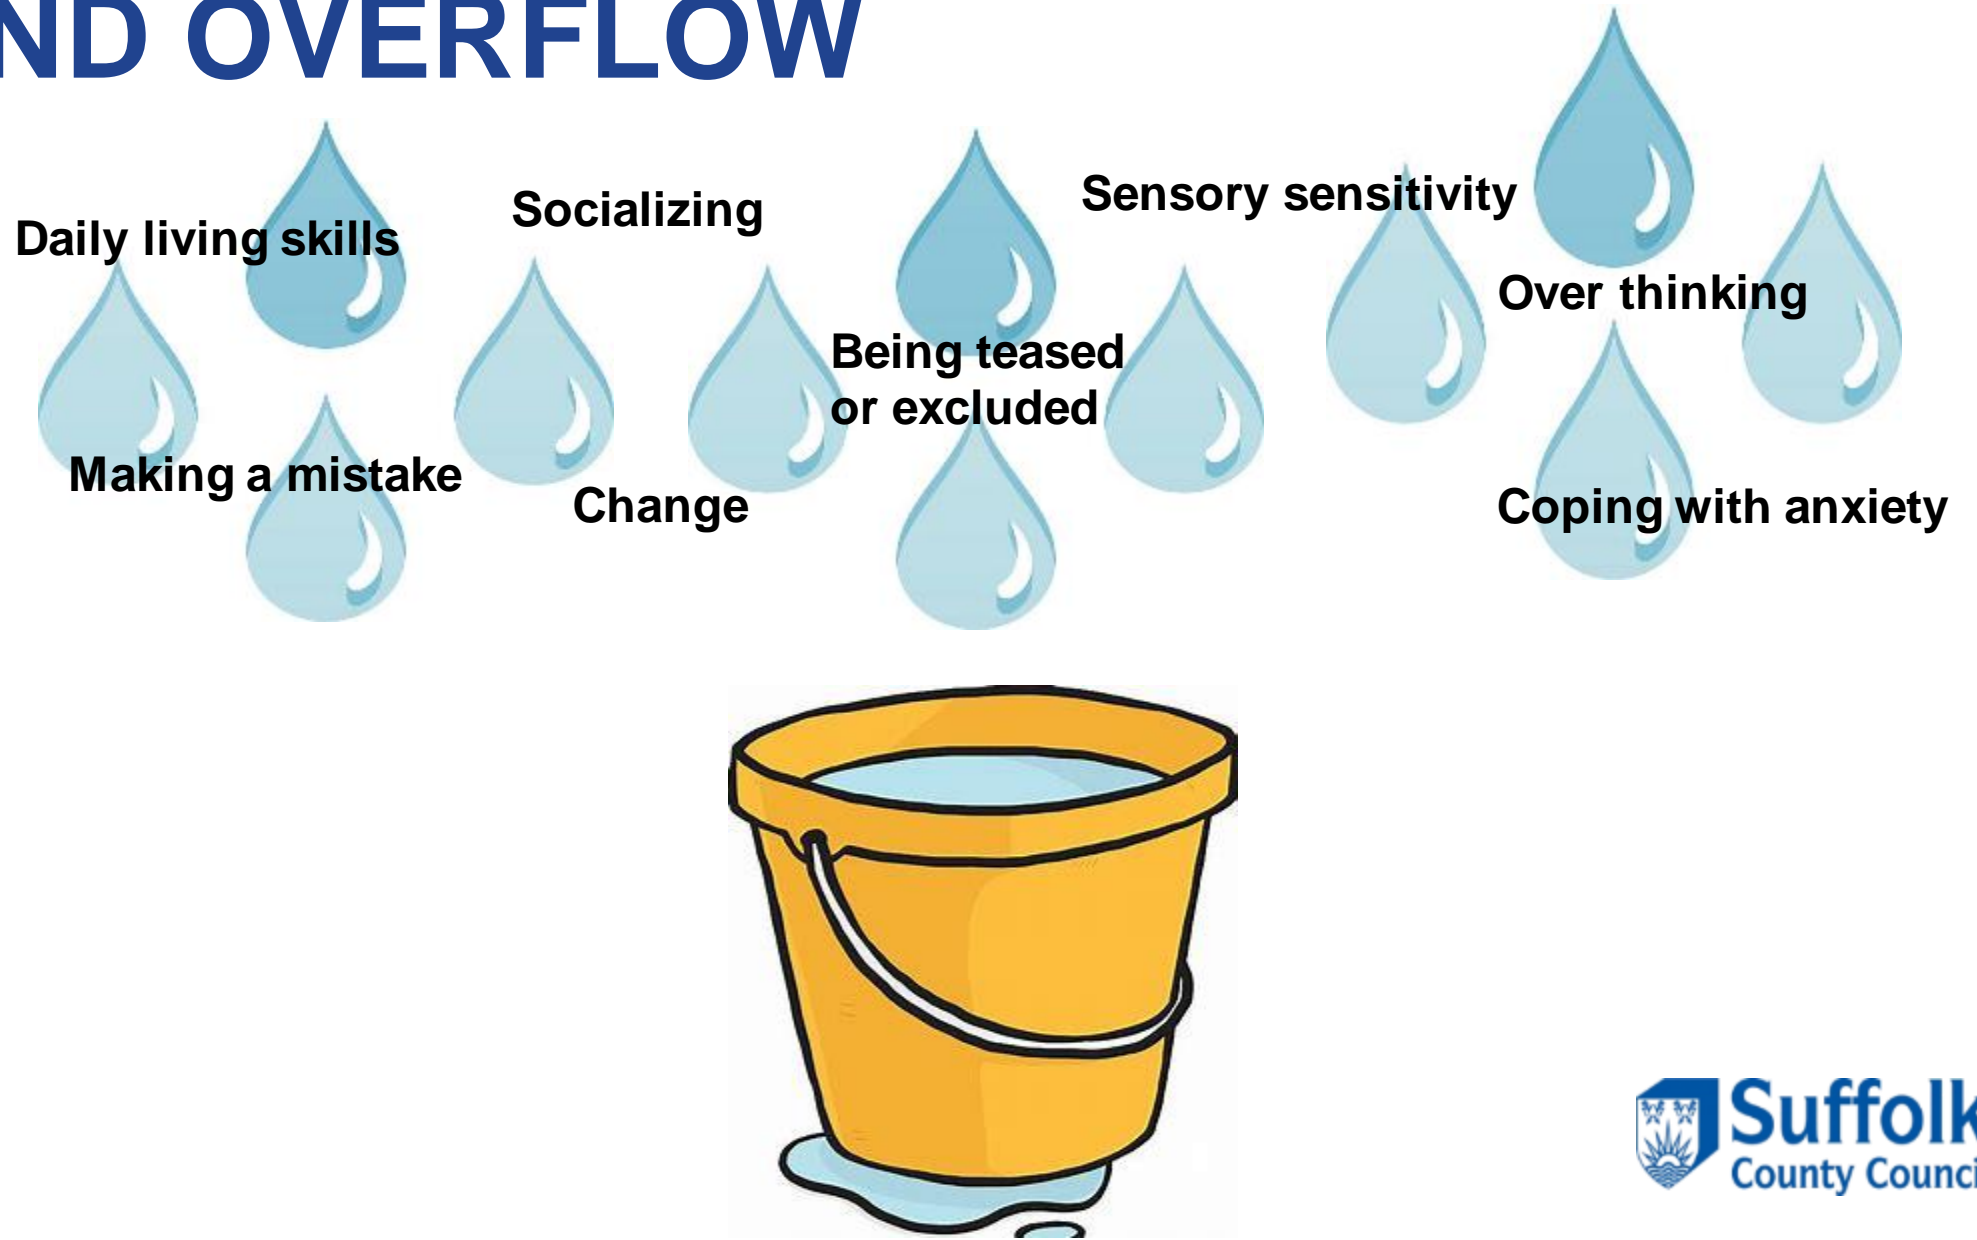 ND OVERFLOW
Daily living skills
Socializing
Sensory sensitivity
Over thinking
Being teased
or excluded
Making a mistake
Change
Coping with anxiety
Suffolk
County Counci